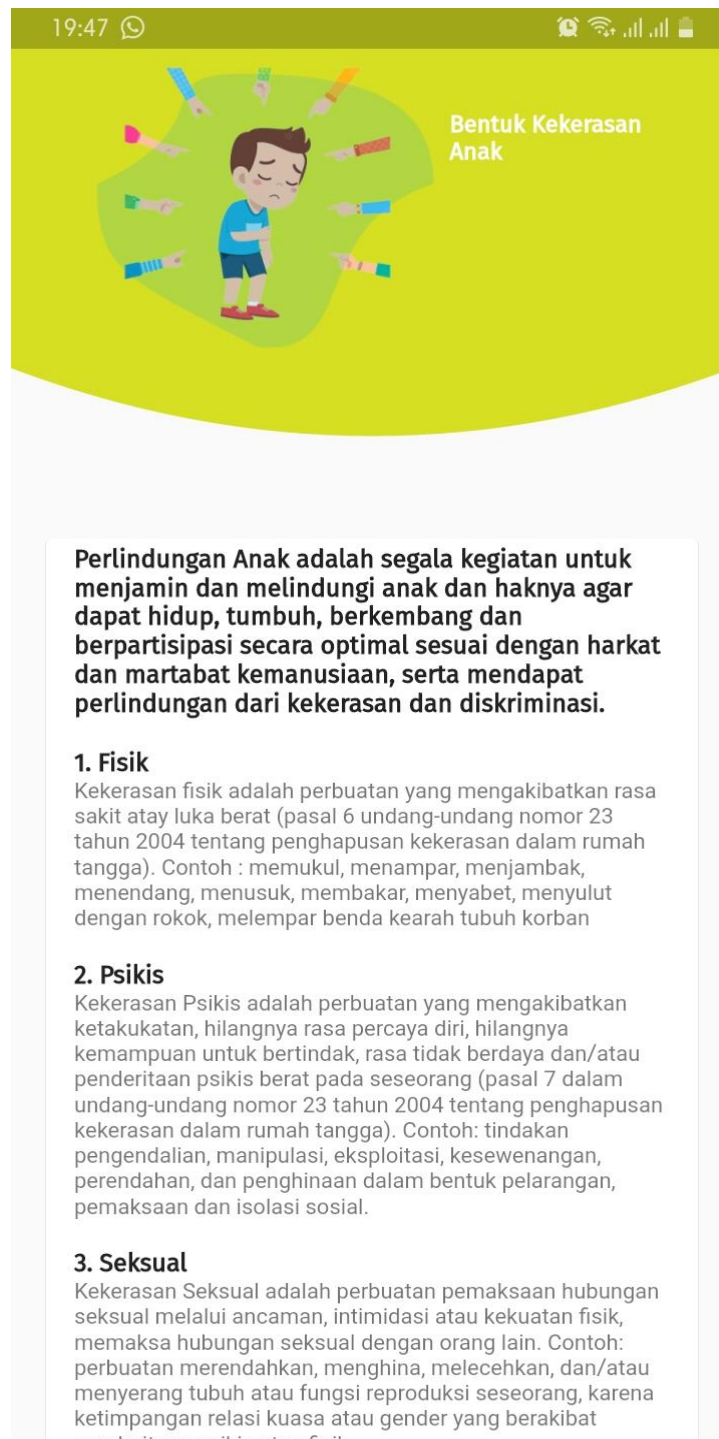 19:47
Bentuk Kekerasan
Anak
Perlindungan Anak adalah segala kegiatan untuk
menjamin dan melindungi anak dan haknya agar
dapat hidup, tumbuh, berkembang dan
berpartisipasi secara optimal sesuai dengan harkat
dan martabat kemanusiaan, serta mendapat
perlindungan dari kekerasan dan diskriminasi.
1. Fisik
Kekerasan fisik adalah perbuatan yang mengakibatkan rasa
sakit atay luka berat (pasal 6 undang-undang nomor 23
tahun 2004 tentang penghapusan kekerasan dalam rumah
tangga). Contoh : memukul, menampar, menjambak,
menendang, menusuk, membakar, menyabet, menyulut
dengan rokok, melempar benda kearah tubuh korban
2. Psikis
Kekerasan Psikis adalah perbuatan yang mengakibatkan
ketakukatan, hilangnya rasa percaya diri, hilangnya
kemampuan untuk bertindak, rasa tidak berdaya dan/atau
penderitaan psikis berat pada seseorang (pasal 7 dalam
undang-undang nomor 23 tahun 2004 tentang penghapusan
kekerasan dalam rumah tangga). Contoh: tindakan
pengendalian, manipulasi, eksploitasi, kesewenangan,
perendahan, dan penghinaan dalam bentuk pelarangan,
pemaksaan dan isolasi sosial.
3. Seksual
Kekerasan Seksual adalah perbuatan pemaksaan hubungan
seksual melalui ancaman, intimidasi atau kekuatan fisik,
memaksa hubungan seksual dengan orang lain. Contoh:
perbuatan merendahkan, menghina, melecehkan, dan/atau
menyerang tubuh atau fungsi reproduksi seseorang, karena
ketimpangan relasi kuasa atau gender yang berakibat